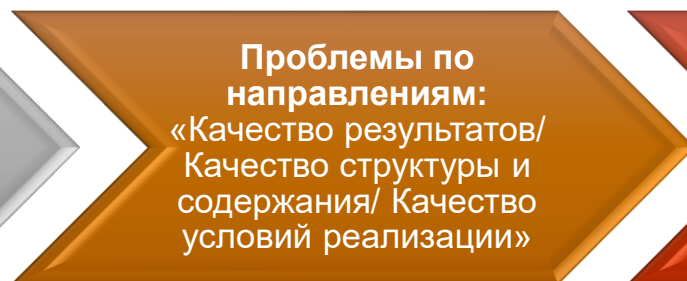 Проблемы по
направлениям:
«Качество результатов/
Качество структуры и
содержания/ Качество
условий реализации»